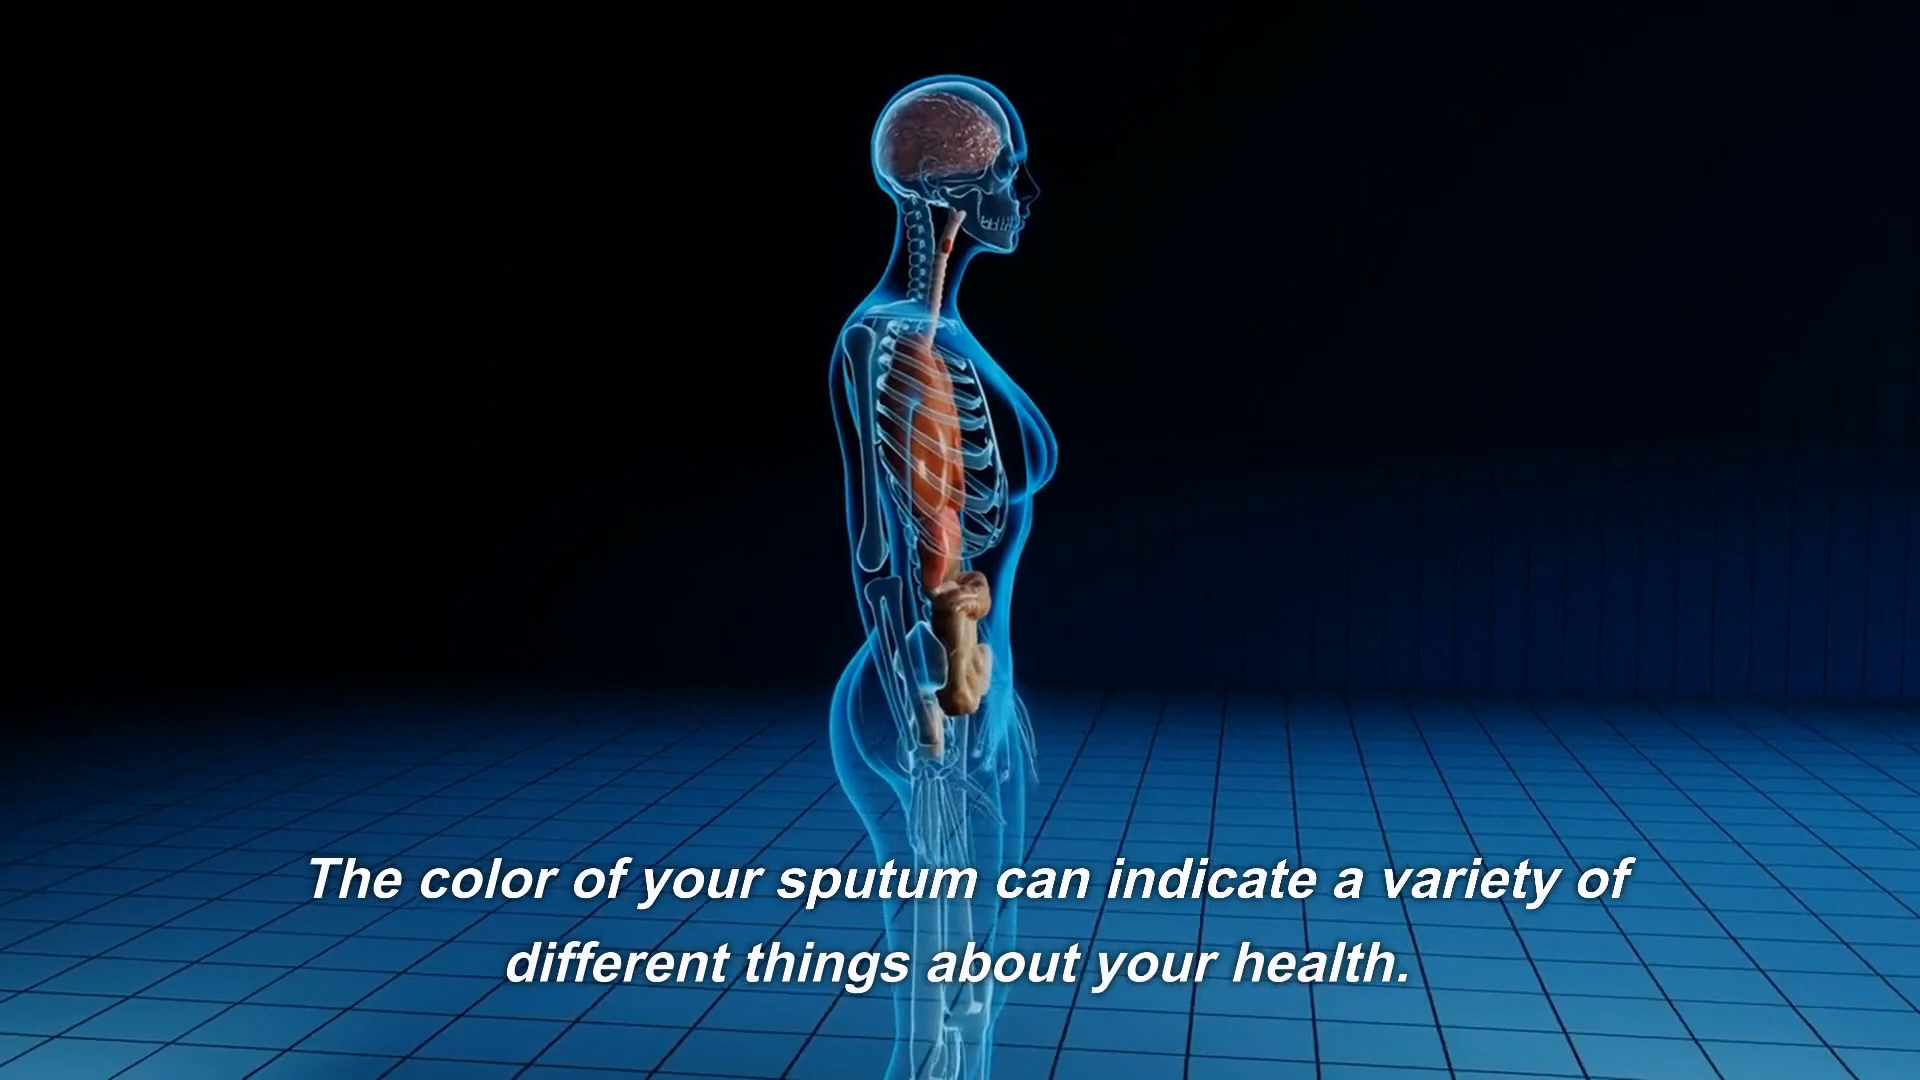 The color of your sputum can indicate a variety of
different things about your health.